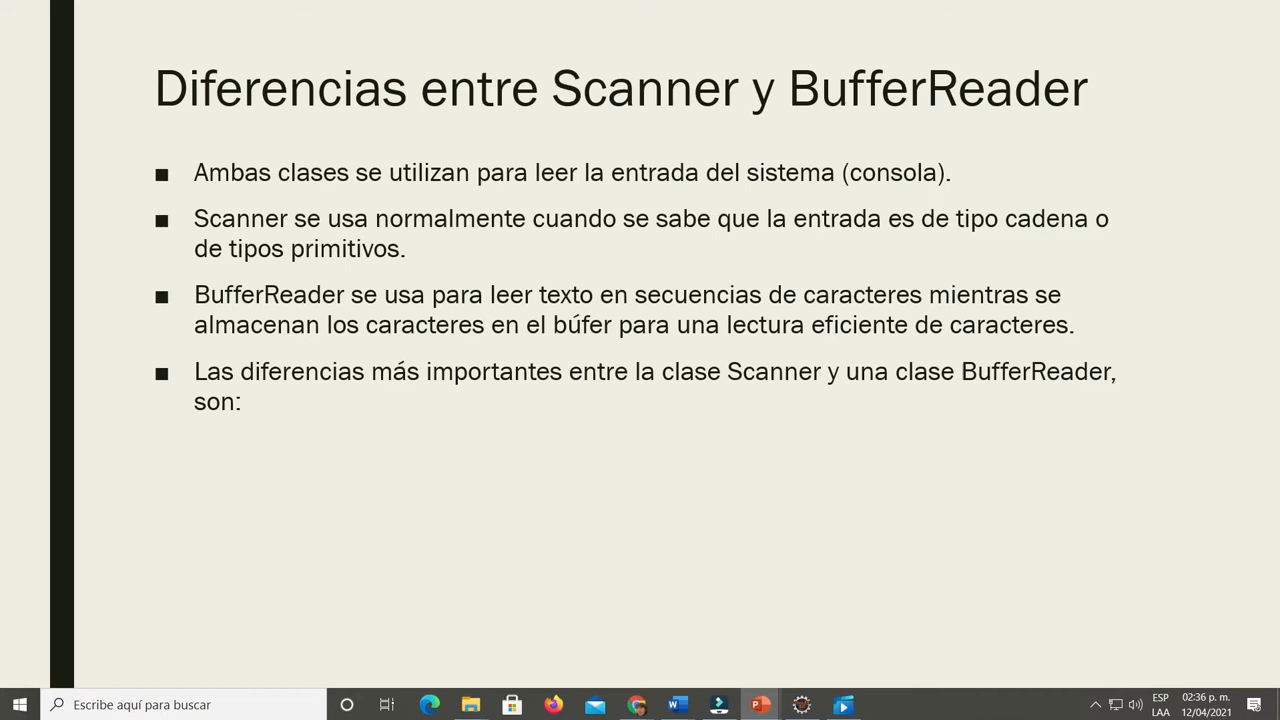 Diferencias entre Scanner y BufferReader
■ Ambas clases se utilizan para leer la entrada del sistema (consola).
■ Scanner se usa normalmente cuando se sabe que la entrada es de tipo cadena o
de tipos primitivos.
■ BufferReader se usa para leer texto en secuencias de caracteres mientras se
almacenan los caracteres en el búfer para una lectura eficiente de caracteres.
■ Las diferencias más importantes entre la clase Scanner y una clase BufferReader,
son:
Escribe aquí para buscar
ESP
LAA
02:36 p. m.
12/04/2021